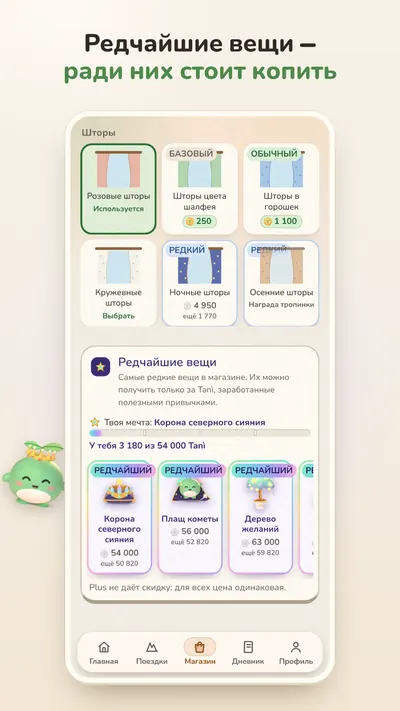 Редчайшие вещи –
ради них стоит копить
Шторы
Розовые шторы
Используется
БАЗОВЫЙ
Шторы цвета
шалфея
250
ОБЫЧНЫЙ
Шторы в
горошек
1 100
Кружевные
шторы
Выбрать
РЕДКИЙ
Ночные шторы
4 950
ещё 1 770
РЕДКИЙ
Осенние шторы
Награда тропинки
Редчайшие вещи
Самые редкие вещи в магазине. Их можно
получить только за Tani, заработанные
полезными привычками.
Твоя мечта: Корона северного сияния
У тебя 3 180 из 54 000 Tani
РЕДЧАЙШИЙ
Корона
северного
сияния
54 000
ещё 50 820
РЕДЧАЙШИЙ
Плащ кометы
56 000
ещё 52 820
РЕДЧАЙШИЙ
Дерево
желаний
63 000
ещё 59 820
Plus не даёт скидку: для всех цена одинаковая.
Главная
Поездки
Магазин
Дневник
Профиль